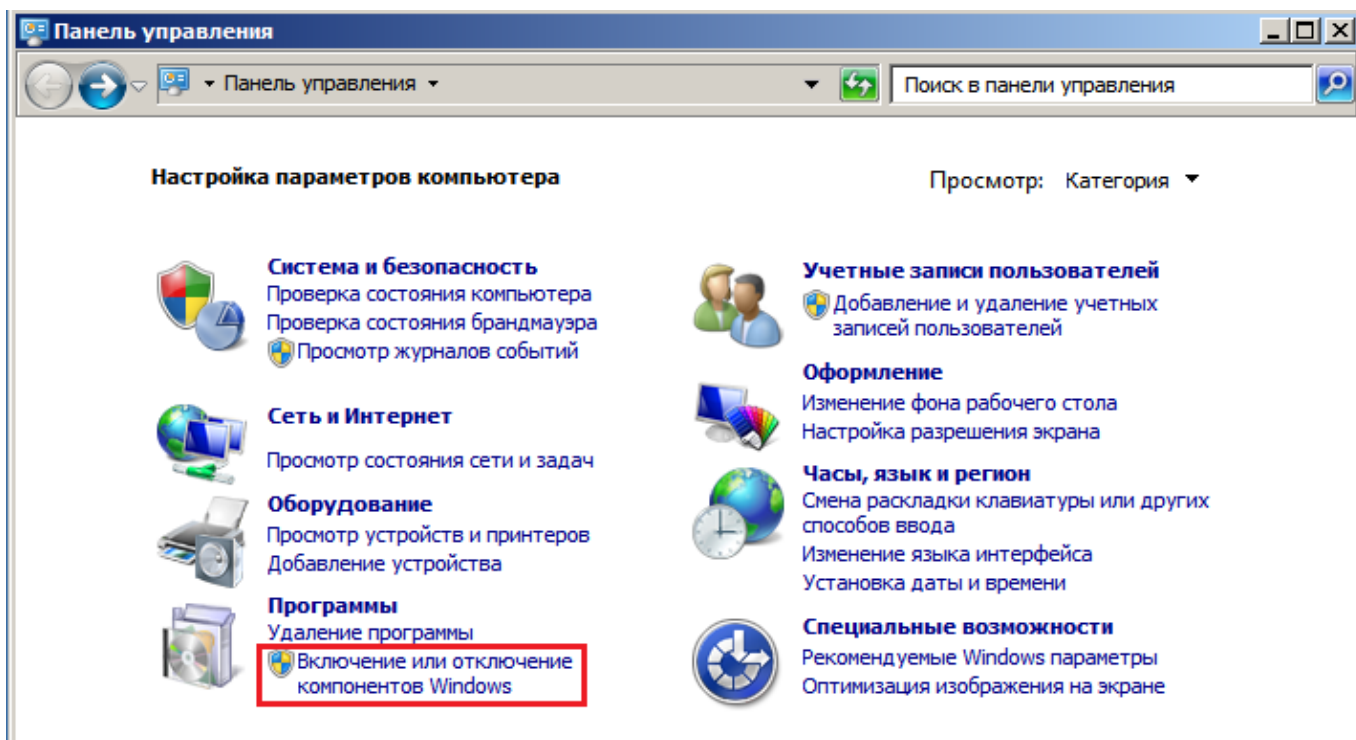 Панель управления
Панель управления
Поиск в панели управления
Настройка параметров компьютера
Просмотр: Категория
Система и безопасность
Проверка состояния компьютера
Проверка состояния брандмауэра
Просмотр журналов событий
Сеть и Интернет
Просмотр состояния сети и задач
Оборудование
Просмотр устройств и принтеров
Добавление устройства
Программы
Удаление программы
Включение или отключение
компонентов Windows
Учетные записи пользователей
Добавление и удаление учетных
записей пользователей
Оформление
Изменение фона рабочего стола
Настройка разрешения экрана
Часы, язык и регион
Смена раскладки клавиатуры или других
способов ввода
Изменение языка интерфейса
Установка даты и времени
Специальные возможности
Рекомендуемые Windows параметры
Оптимизация изображения на экране